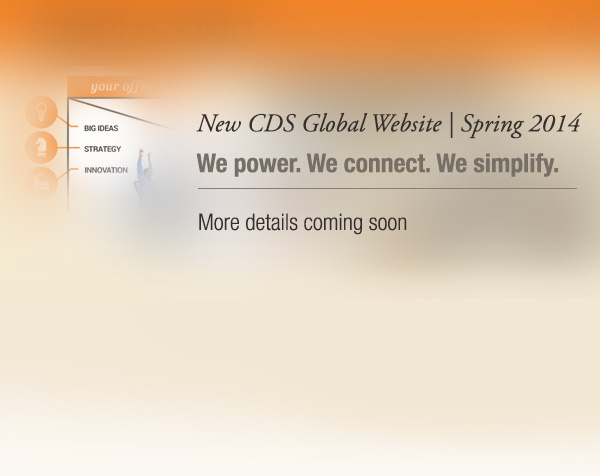 your off
BIG IDEAS
STRATEGY
INNOVATION
New CDS Global Website | Spring 2014
We power. We connect. We simplify.
More details coming soon